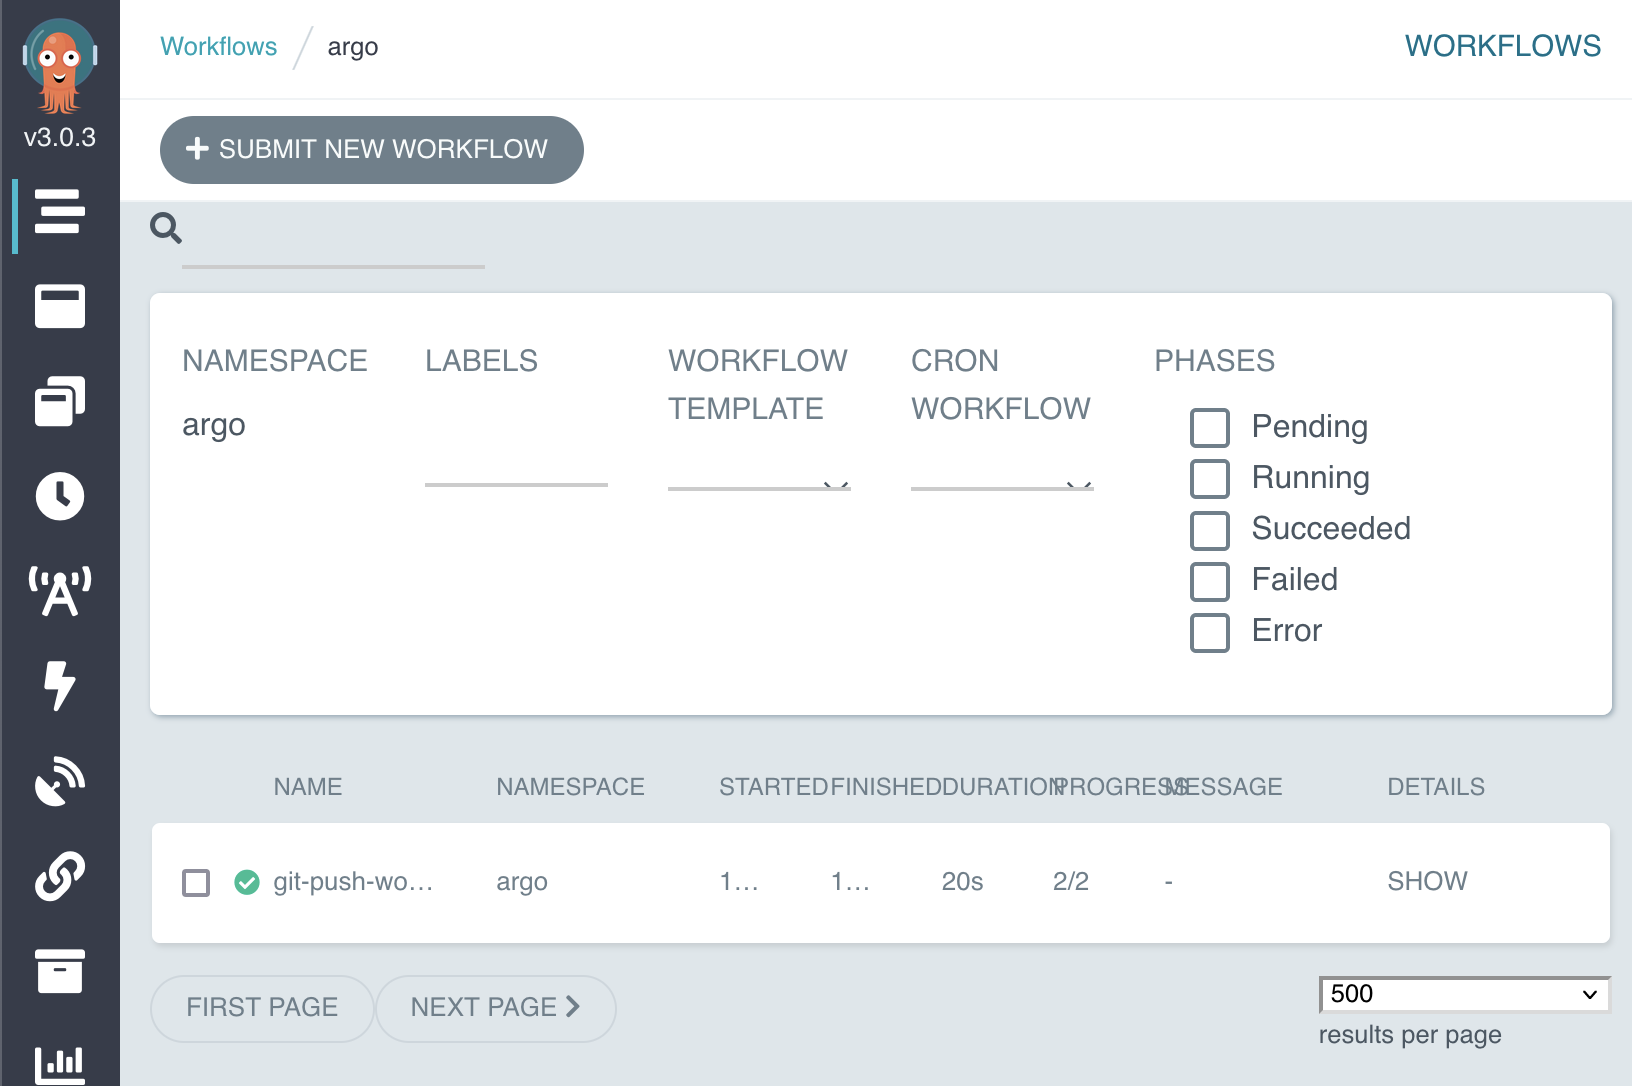 v3.0.3
Workflows / argo
WORKFLOWS
SUBMIT NEW WORKFLOW
NAMESPACE
argo
LABELS
WORKFLOW
TEMPLATE
CRON
WORKFLOW
PHASES
Pending
Running
Succeeded
Failed
Error
NAME NAMESPACE STARTED FINISHED DURATION PROGRESS MESSAGE DETAILS
git-push-wo… argo 1… 1… 20s 2/2 - SHOW
FIRST PAGE NEXT PAGE
500
results per page